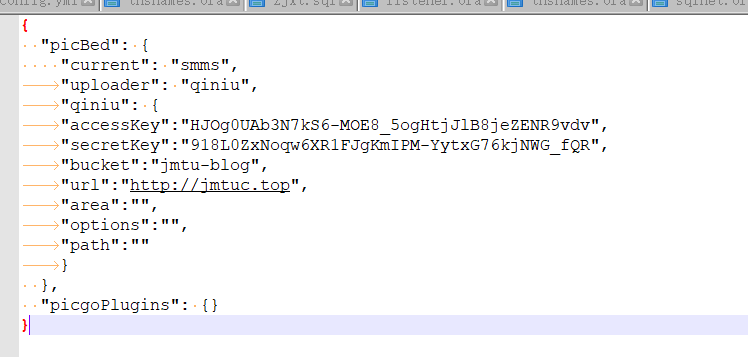 config.yml tnsnames.ora zjxt.sql listener.ora tnsnames.ora sqlnet.or
{
"picBed": {
"current": "smms",
"uploader": "qiniu",
"qiniu": {
"accessKey":"HJOg0UAb3N7kS6-MOE8_5ogHtjJlB8jeZENR9vdv",
"secretKey":"918L0ZxNoqw6XR1FJgKmIPM-YytxG76kjNWG_fQR",
"bucket":"jmtu-blog",
"url":"http://jmtuc.top",
"area":"",
"options":"",
"path":""
}
},
"picgoPlugins": {}
}